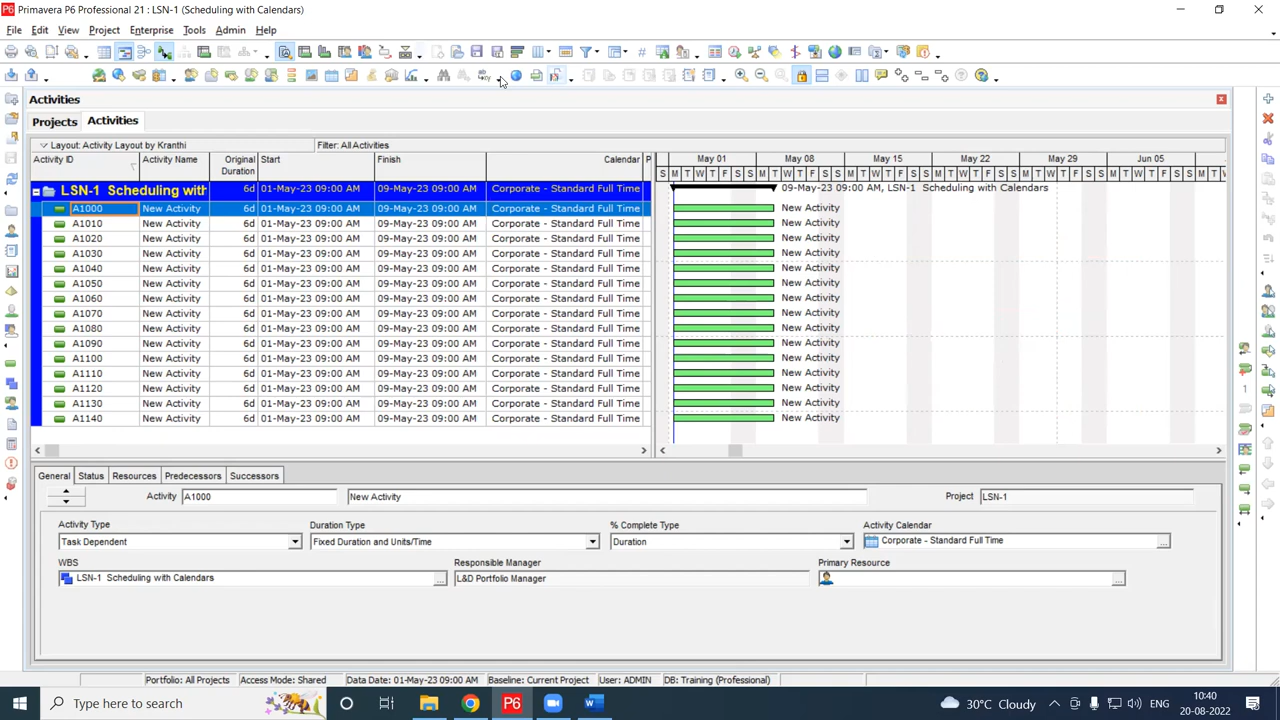 Primavera P6 Professional 21 : LSN-1 (Scheduling with Calendars)
File Edit View Project Enterprise Tools Admin Help
Activities
Projects Activities
Layout: Activity Layout by Kranthi Filter: All Activities
Activity ID Activity Name Original Duration Start Finish Calendar P
May 01 May 08 May 15 May 22 May 29 Jun 05
S M T W T F S S M T W T F S S M T W T F S S M T W T F S S M T W T F S S M T W T F S S M T
LSN-1 Scheduling with 6d 01-May-23 09:00 AM 09-May-23 09:00 AM Corporate - Standard Full Time 09-May-23 09:00 AM, LSN-1 Scheduling with Calendars
A1000 New Activity 6d 01-May-23 09:00 AM 09-May-23 09:00 AM Corporate - Standard Full Time New Activity
A1010 New Activity 6d 01-May-23 09:00 AM 09-May-23 09:00 AM Corporate - Standard Full Time New Activity
A1020 New Activity 6d 01-May-23 09:00 AM 09-May-23 09:00 AM Corporate - Standard Full Time New Activity
A1030 New Activity 6d 01-May-23 09:00 AM 09-May-23 09:00 AM Corporate - Standard Full Time New Activity
A1040 New Activity 6d 01-May-23 09:00 AM 09-May-23 09:00 AM Corporate - Standard Full Time New Activity
A1050 New Activity 6d 01-May-23 09:00 AM 09-May-23 09:00 AM Corporate - Standard Full Time New Activity
A1060 New Activity 6d 01-May-23 09:00 AM 09-May-23 09:00 AM Corporate - Standard Full Time New Activity
A1070 New Activity 6d 01-May-23 09:00 AM 09-May-23 09:00 AM Corporate - Standard Full Time New Activity
A1080 New Activity 6d 01-May-23 09:00 AM 09-May-23 09:00 AM Corporate - Standard Full Time New Activity
A1090 New Activity 6d 01-May-23 09:00 AM 09-May-23 09:00 AM Corporate - Standard Full Time New Activity
A1100 New Activity 6d 01-May-23 09:00 AM 09-May-23 09:00 AM Corporate - Standard Full Time New Activity
A1110 New Activity 6d 01-May-23 09:00 AM 09-May-23 09:00 AM Corporate - Standard Full Time New Activity
A1120 New Activity 6d 01-May-23 09:00 AM 09-May-23 09:00 AM Corporate - Standard Full Time New Activity
A1130 New Activity 6d 01-May-23 09:00 AM 09-May-23 09:00 AM Corporate - Standard Full Time New Activity
A1140 New Activity 6d 01-May-23 09:00 AM 09-May-23 09:00 AM Corporate - Standard Full Time New Activity
General Status Resources Predecessors Successors
Activity A1000 New Activity Project LSN-1
Activity Type Duration Type % Complete Type Activity Calendar
Task Dependent Fixed Duration and Units/Time Duration Corporate - Standard Full Time
WBS Responsible Manager Primary Resource
LSN-1 Scheduling with Calendars L&D Portfolio Manager
Portfolio: All Projects Access Mode: Shared Data Date: 01-May-23 09:00 AM Baseline: Current Project User: ADMIN DB: Training (Professional)
Type here to search 30°C Cloudy ENG 10:40
20-08-2022